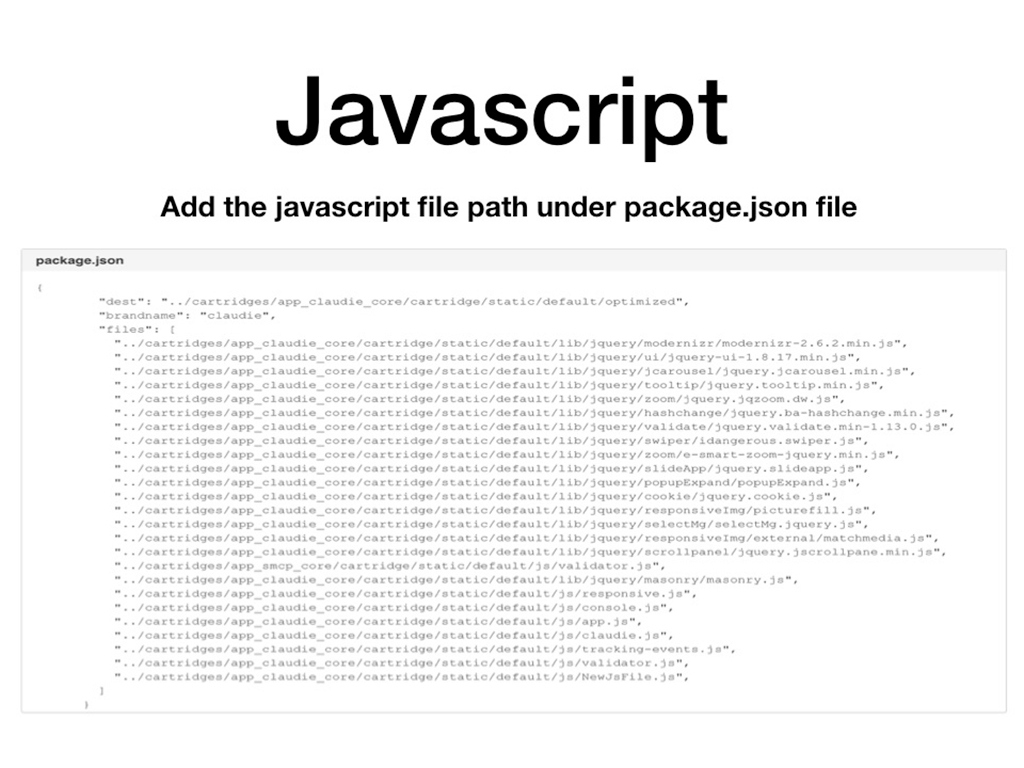 Javascript
Add the javascript file path under package.json file
package.json
{
"dest": "../cartridges/app_claudie_core/cartridge/static/default/optimized",
"brandname": "claudie",
"files": [
"../cartridges/app_claudie_core/cartridge/static/default/lib/jquery/modernizr/modernizr-2.6.2.min.js",
"../cartridges/app_claudie_core/cartridge/static/default/lib/jquery/ui/jquery-ui-1.8.17.min.js",
"../cartridges/app_claudie_core/cartridge/static/default/lib/jquery/jcarousel/jquery.jcarousel.min.js",
"../cartridges/app_claudie_core/cartridge/static/default/lib/jquery/tooltip/jquery.tooltip.min.js",
"../cartridges/app_claudie_core/cartridge/static/default/lib/jquery/zoom/jquery.jqzoom.dw.js",
"../cartridges/app_claudie_core/cartridge/static/default/lib/jquery/hashchange/jquery.ba-hashchange.min.js",
"../cartridges/app_claudie_core/cartridge/static/default/lib/jquery/validate/jquery.validate.min-1.13.0.js",
"../cartridges/app_claudie_core/cartridge/static/default/lib/jquery/swiper/idangerous.swiper.js",
"../cartridges/app_claudie_core/cartridge/static/default/lib/jquery/zoom/e-smart-zoom-jquery.min.js",
"../cartridges/app_claudie_core/cartridge/static/default/lib/jquery/slideApp/jquery.slideapp.js",
"../cartridges/app_claudie_core/cartridge/static/default/lib/jquery/popupExpand/popupExpand.js",
"../cartridges/app_claudie_core/cartridge/static/default/lib/jquery/cookie/jquery.cookie.js",
"../cartridges/app_claudie_core/cartridge/static/default/lib/jquery/responsiveImg/picturefill.js",
"../cartridges/app_claudie_core/cartridge/static/default/lib/jquery/selectMg/selectMg.jquery.js",
"../cartridges/app_claudie_core/cartridge/static/default/lib/jquery/responsiveImg/external/matchmedia.js",
"../cartridges/app_claudie_core/cartridge/static/default/lib/jquery/scrollpanel/jquery.jscrollpane.min.js",
"../cartridges/app_smcp_core/cartridge/static/default/js/validator.js",
"../cartridges/app_claudie_core/cartridge/static/default/lib/jquery/masonry/masonry.js",
"../cartridges/app_claudie_core/cartridge/static/default/js/responsive.js",
"../cartridges/app_claudie_core/cartridge/static/default/js/console.js",
"../cartridges/app_claudie_core/cartridge/static/default/js/app.js",
"../cartridges/app_claudie_core/cartridge/static/default/js/claudie.js",
"../cartridges/app_claudie_core/cartridge/static/default/js/tracking-events.js",
"../cartridges/app_claudie_core/cartridge/static/default/js/validator.js",
"../cartridges/app_claudie_core/cartridge/static/default/js/NewJsFile.js",
]
}